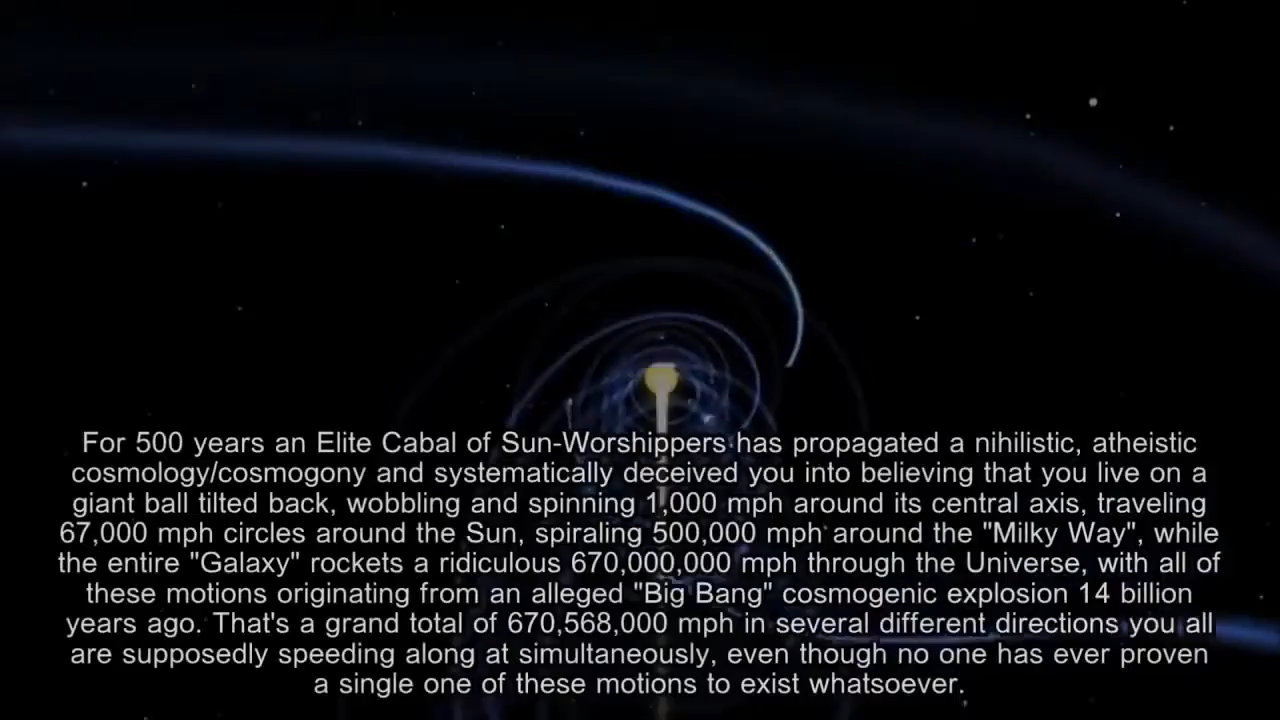 For 500 years an Elite Cabal of Sun-Worshippers has propagated a nihilistic, atheistic
cosmology/cosmogony and systematically deceived you into believing that you live on a
giant ball tilted back, wobbling and spinning 1,000 mph around its central axis, traveling
67,000 mph circles around the Sun, spiraling 500,000 mph around the "Milky Way", while
the entire "Galaxy" rockets a ridiculous 670,000,000 mph through the Universe, with all of
these motions originating from an alleged "Big Bang" cosmogenic explosion 14 billion
years ago. That's a grand total of 670,568,000 mph in several different directions you all
are supposedly speeding along at simultaneously, even though no one has ever proven
a single one of these motions to exist whatsoever.